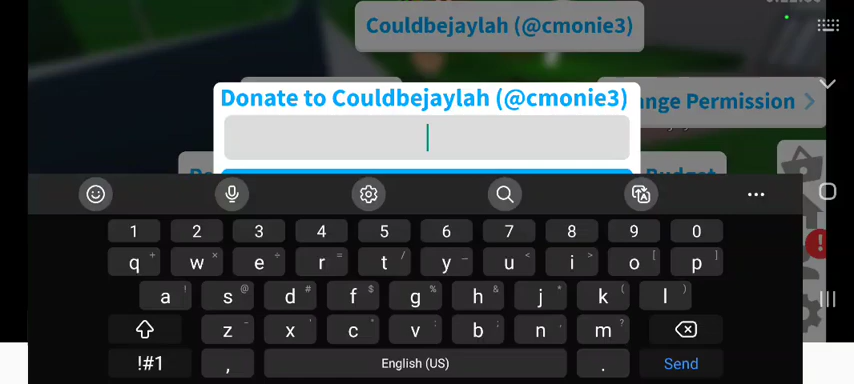 Couldbejaylah (@cmonie3)
Donate to Couldbejaylah (@cmonie3)
nge Permission >
Budget
1 2 3 4 5 6 7 8 9 0
q + w × e ÷ r = t / y _ u < i > o [ p ]
a ! s @ d # f $ g % h & j * k ( l )
z - x ' c " v : b ; n , m ?
!#1 , English (US) . Send